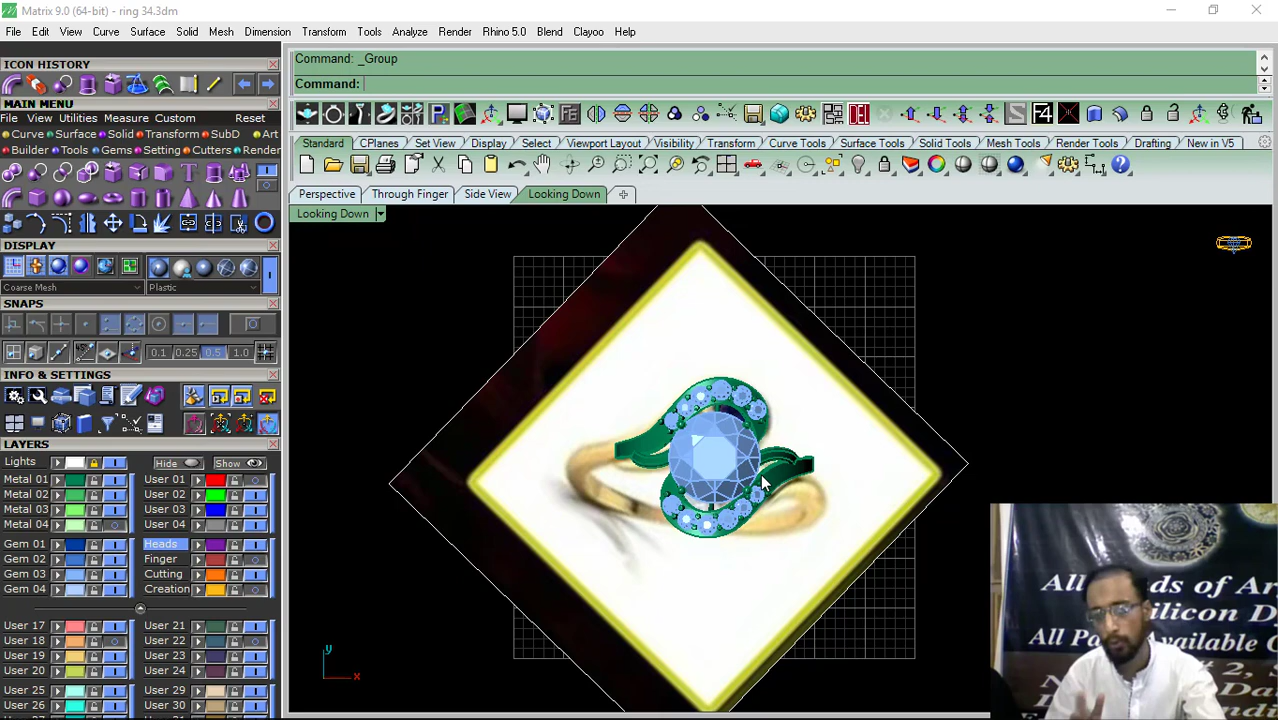 Matrix 9.0 (64-bit) - ring 34.3dm
File Edit View Curve Surface Solid Mesh Dimension Transform Tools Analyze Render Rhino 5.0 Blend Clayoo Help
ICON HISTORY
Command: _Group
Command:
MAIN MENU
File View Utilities Measure Custom Reset
Curve Surface Solid Transform SubD Art
Builder Tools Gems Setting Cutters Render
Standard CPlanes Set View Display Select Viewport Layout Visibility Transform Curve Tools Surface Tools Solid Tools Mesh Tools Render Tools Drafting New in V5
Perspective Through Finger Side View Looking Down
Looking Down
DISPLAY
Coarse Mesh Plastic
SNAPS
0.1 0.25 0.5 1.0
INFO & SETTINGS
LAYERS
Lights Hide Show
Metal 01 User 01
Metal 02 User 02
Metal 03 User 03
Metal 04 User 04
Gem 01 Heads
Gem 02 Finger
Gem 03 Cutting
Gem 04 Creation
User 17 User 21
User 18 User 22
User 19 User 23
User 20 User 24
User 25 User 29
User 26 User 30
y
x
F4
All
ds of Ar
ilicon D
All Pa
Available C
t 2,